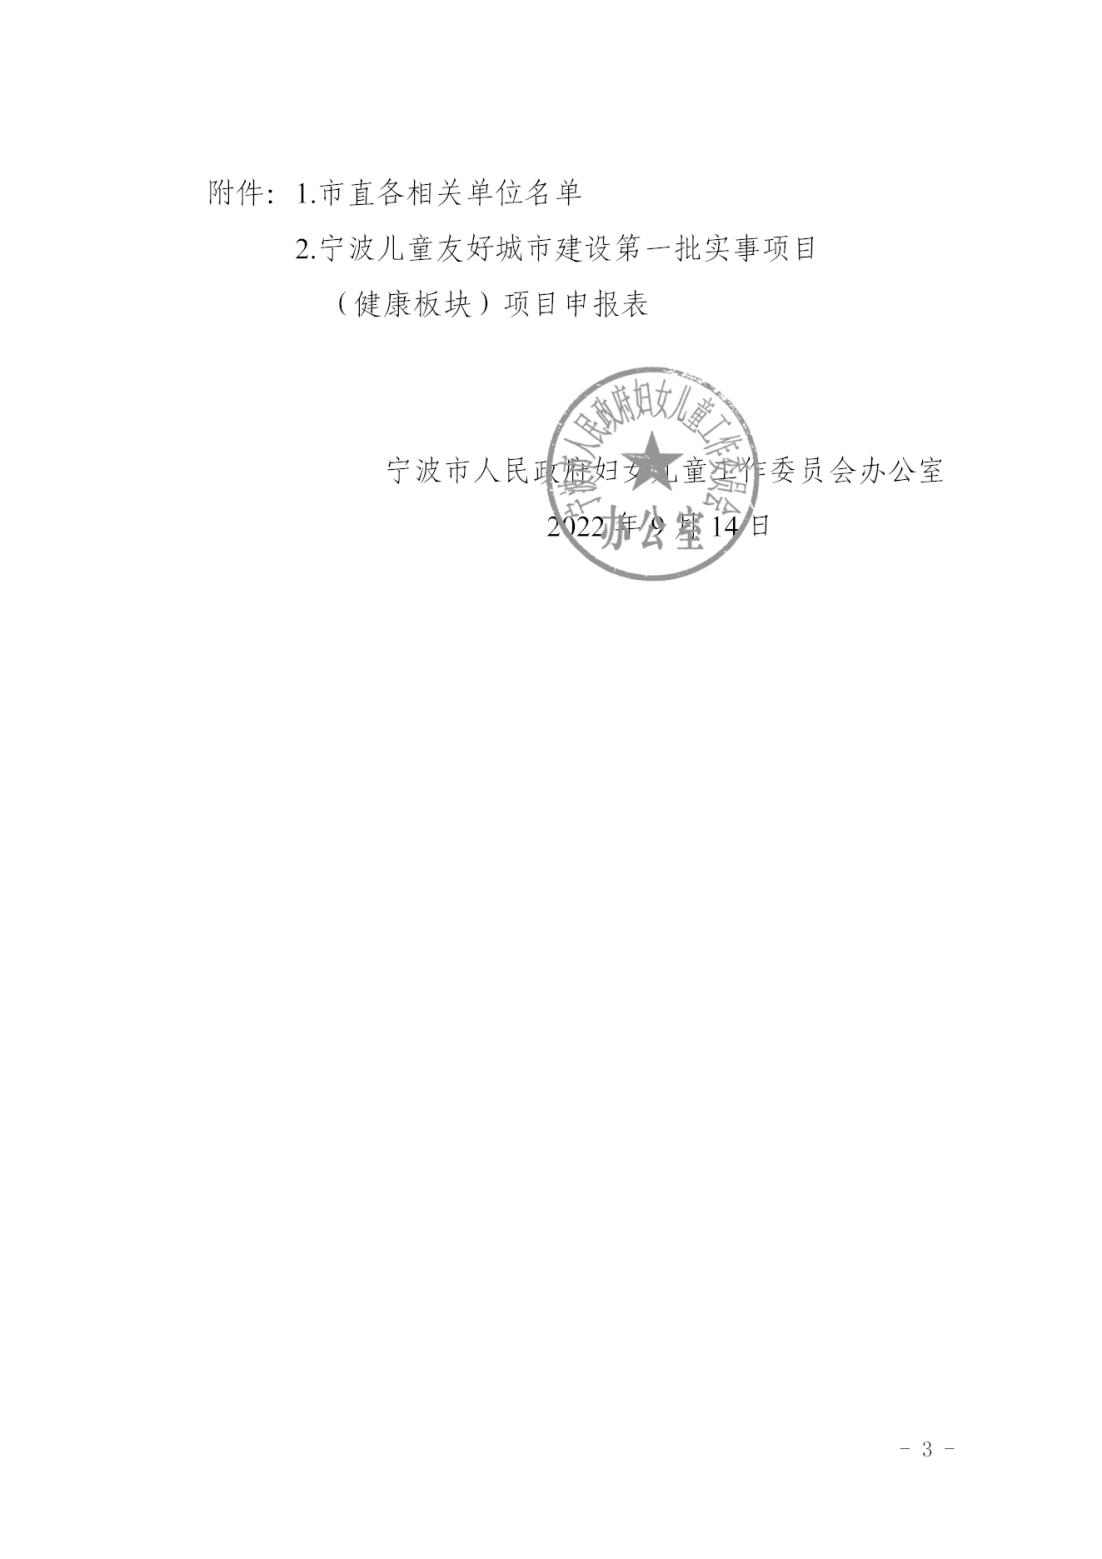 附件：1.市直各相关单位名单
2.宁波儿童友好城市建设第一批实事项目
（健康板块）项目申报表
宁波市人民政府妇女儿童工作委员会
办公室
宁波市人民政府妇女儿童工作委员会办公室
2022年9月14日
- 3 -